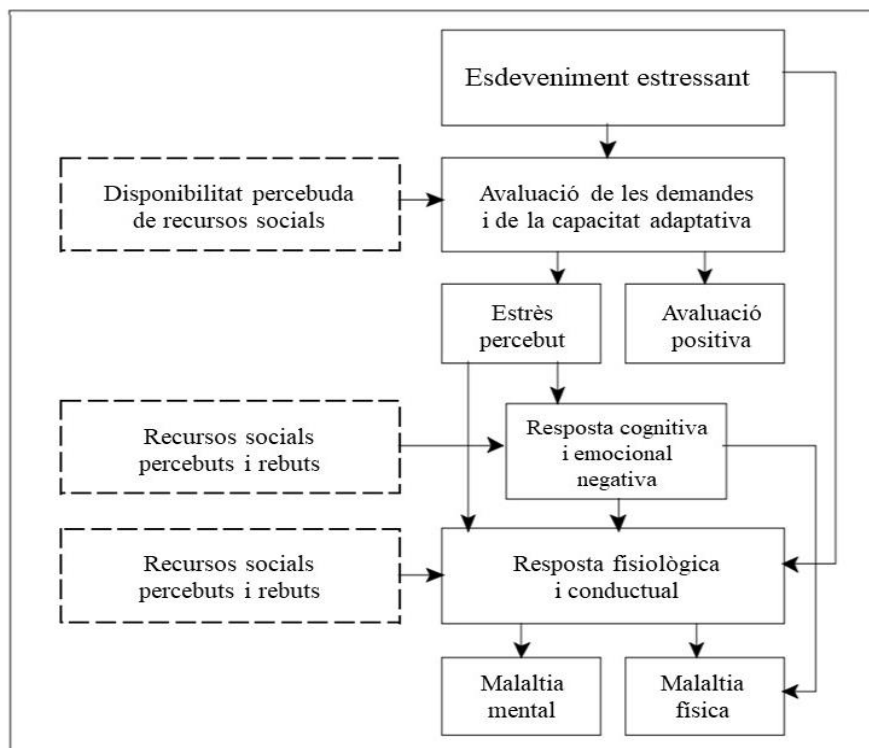 Esdeveniment estressant
Disponibilitat percebuda
de recursos socials
Avaluació de les demandes
i de la capacitat adaptativa
Estrès
percebut
Avaluació
positiva
Recursos socials
percebuts i rebuts
Resposta cognitiva
i emocional
negativa
Recursos socials
percebuts i rebuts
Resposta fisiològica
i conductual
Malaltia
mental
Malaltia
física